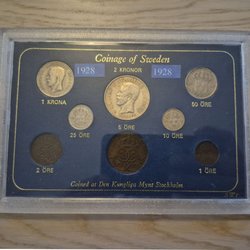 Coinage of Sweden
1928 2 KRONOR 1928
1 KRONA 50 ÖRE
5 ÖRE
25 ÖRE 10 ÖRE
2 ÖRE 1 ÖRE
Coined at Den Kungliga Mynt Stockholm